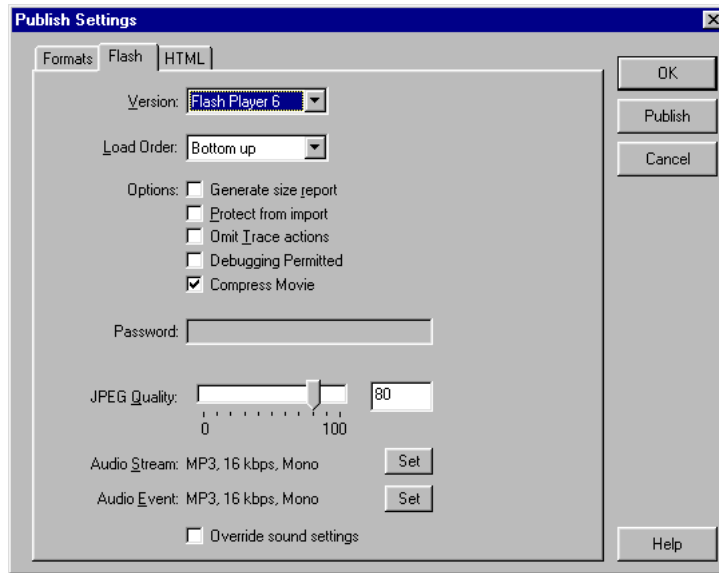 Publish Settings
Formats Flash HTML
OK
Publish
Cancel
Version: Flash Player 6
Load Order: Bottom up
Options: Generate size report
Protect from import
Omit Trace actions
Debugging Permitted
Compress Movie
Password:
JPEG Quality: 80
0 100
Audio Stream: MP3, 16 kbps, Mono Set
Audio Event: MP3, 16 kbps, Mono Set
Override sound settings
Help